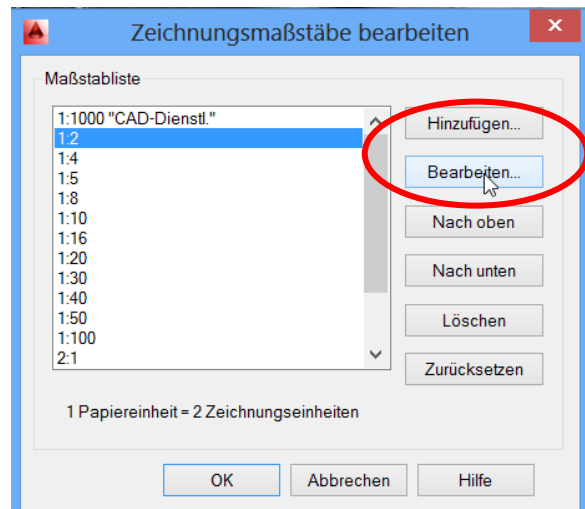 Zeichnungsmaßstäbe bearbeiten
Maßstabliste
1:1000 "CAD-Dienstl."
1:2
1:4
1:5
1:8
1:10
1:16
1:20
1:30
1:40
1:50
1:100
2:1
Hinzufügen...
Bearbeiten...
Nach oben
Nach unten
Löschen
Zurücksetzen
1 Papiereinheit = 2 Zeichnungseinheiten
OK Abbrechen Hilfe